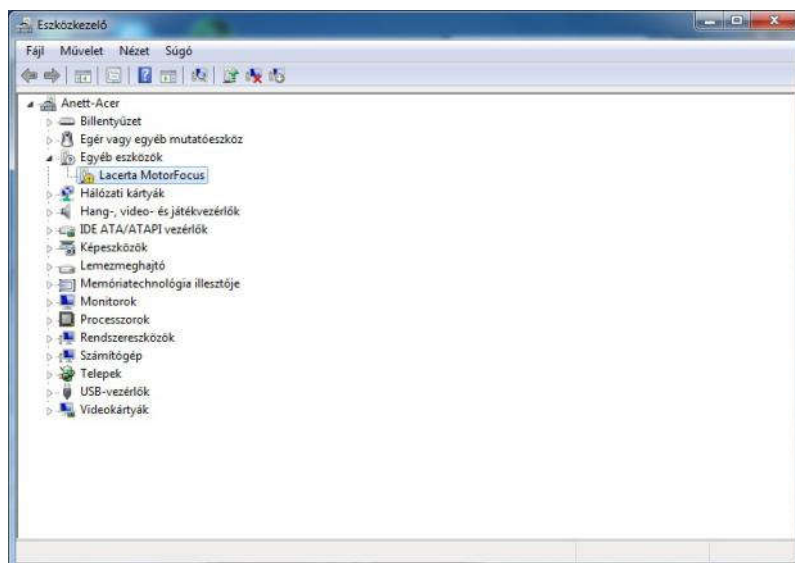 Eszközkezelő
Fájl Művelet Nézet Súgó
Anett-Acer
Billentyűzet
Egér vagy egyéb mutatóeszköz
Egyéb eszközök
Lacerta MotorFocus
Hálózati kártyák
Hang-, video- és játékvezérlők
IDE ATA/ATAPI vezérlők
Képeszközök
Lemezmeghajtó
Memóriatechnológia illesztője
Monitorok
Processzorok
Rendszereszközök
Számítógép
Telepek
USB-vezérlők
Videokártyák